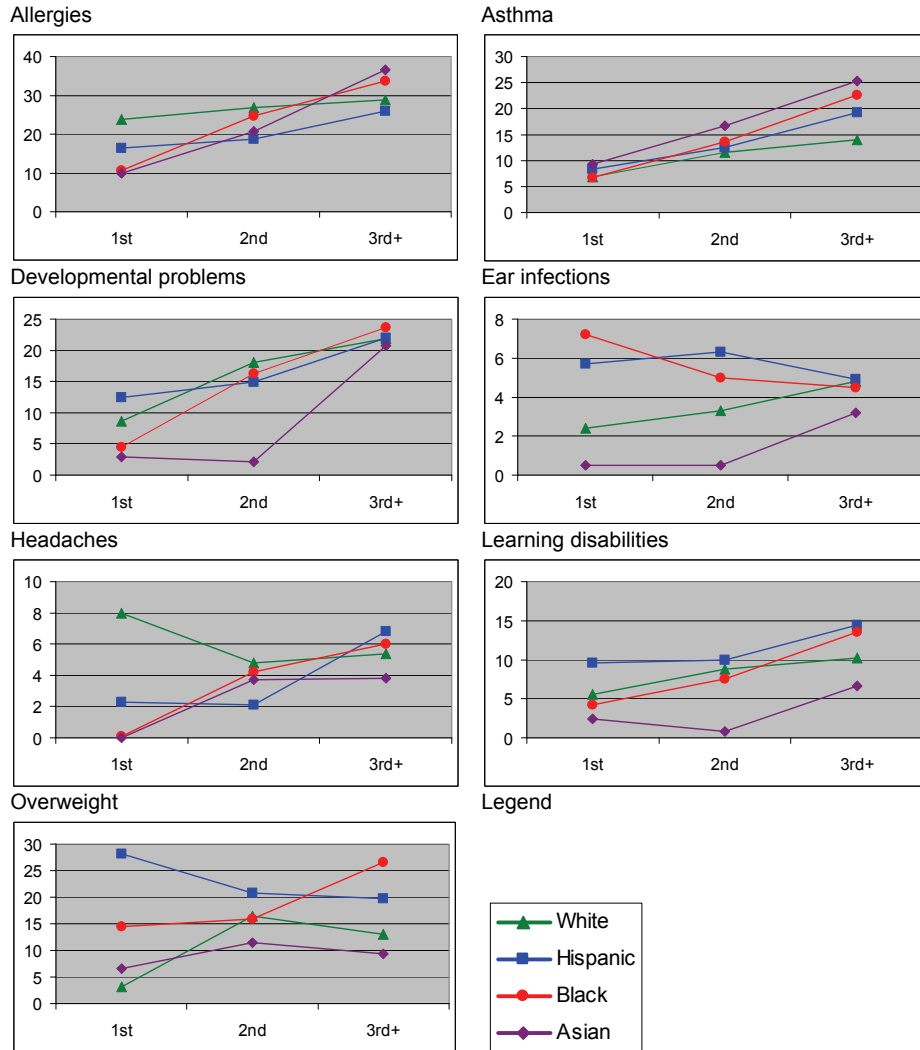 Allergies
40
30
20
10
0
1st 2nd 3rd+
Asthma
30
25
20
15
10
5
0
1st 2nd 3rd+
Developmental problems
25
20
15
10
5
0
1st 2nd 3rd+
Ear infections
8
6
4
2
0
1st 2nd 3rd+
Headaches
10
8
6
4
2
0
1st 2nd 3rd+
Learning disabilities
20
15
10
5
0
1st 2nd 3rd+
Overweight
30
25
20
15
10
5
0
1st 2nd 3rd+
Legend
White
Hispanic
Black
Asian